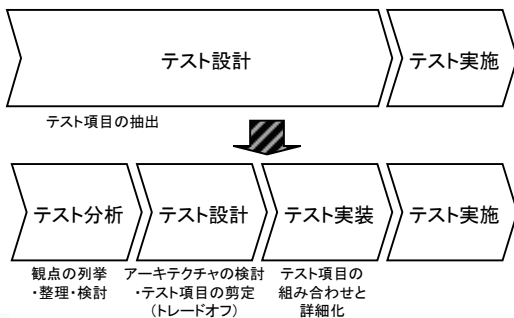 テスト設計
テスト実施
テスト項目の抽出
テスト分析
テスト設計
テスト実装
テスト実施
観点の列挙
・整理・検討
アーキテクチャの検討
・テスト項目の剪定
(トレードオフ)
テスト項目の
組み合わせと
詳細化